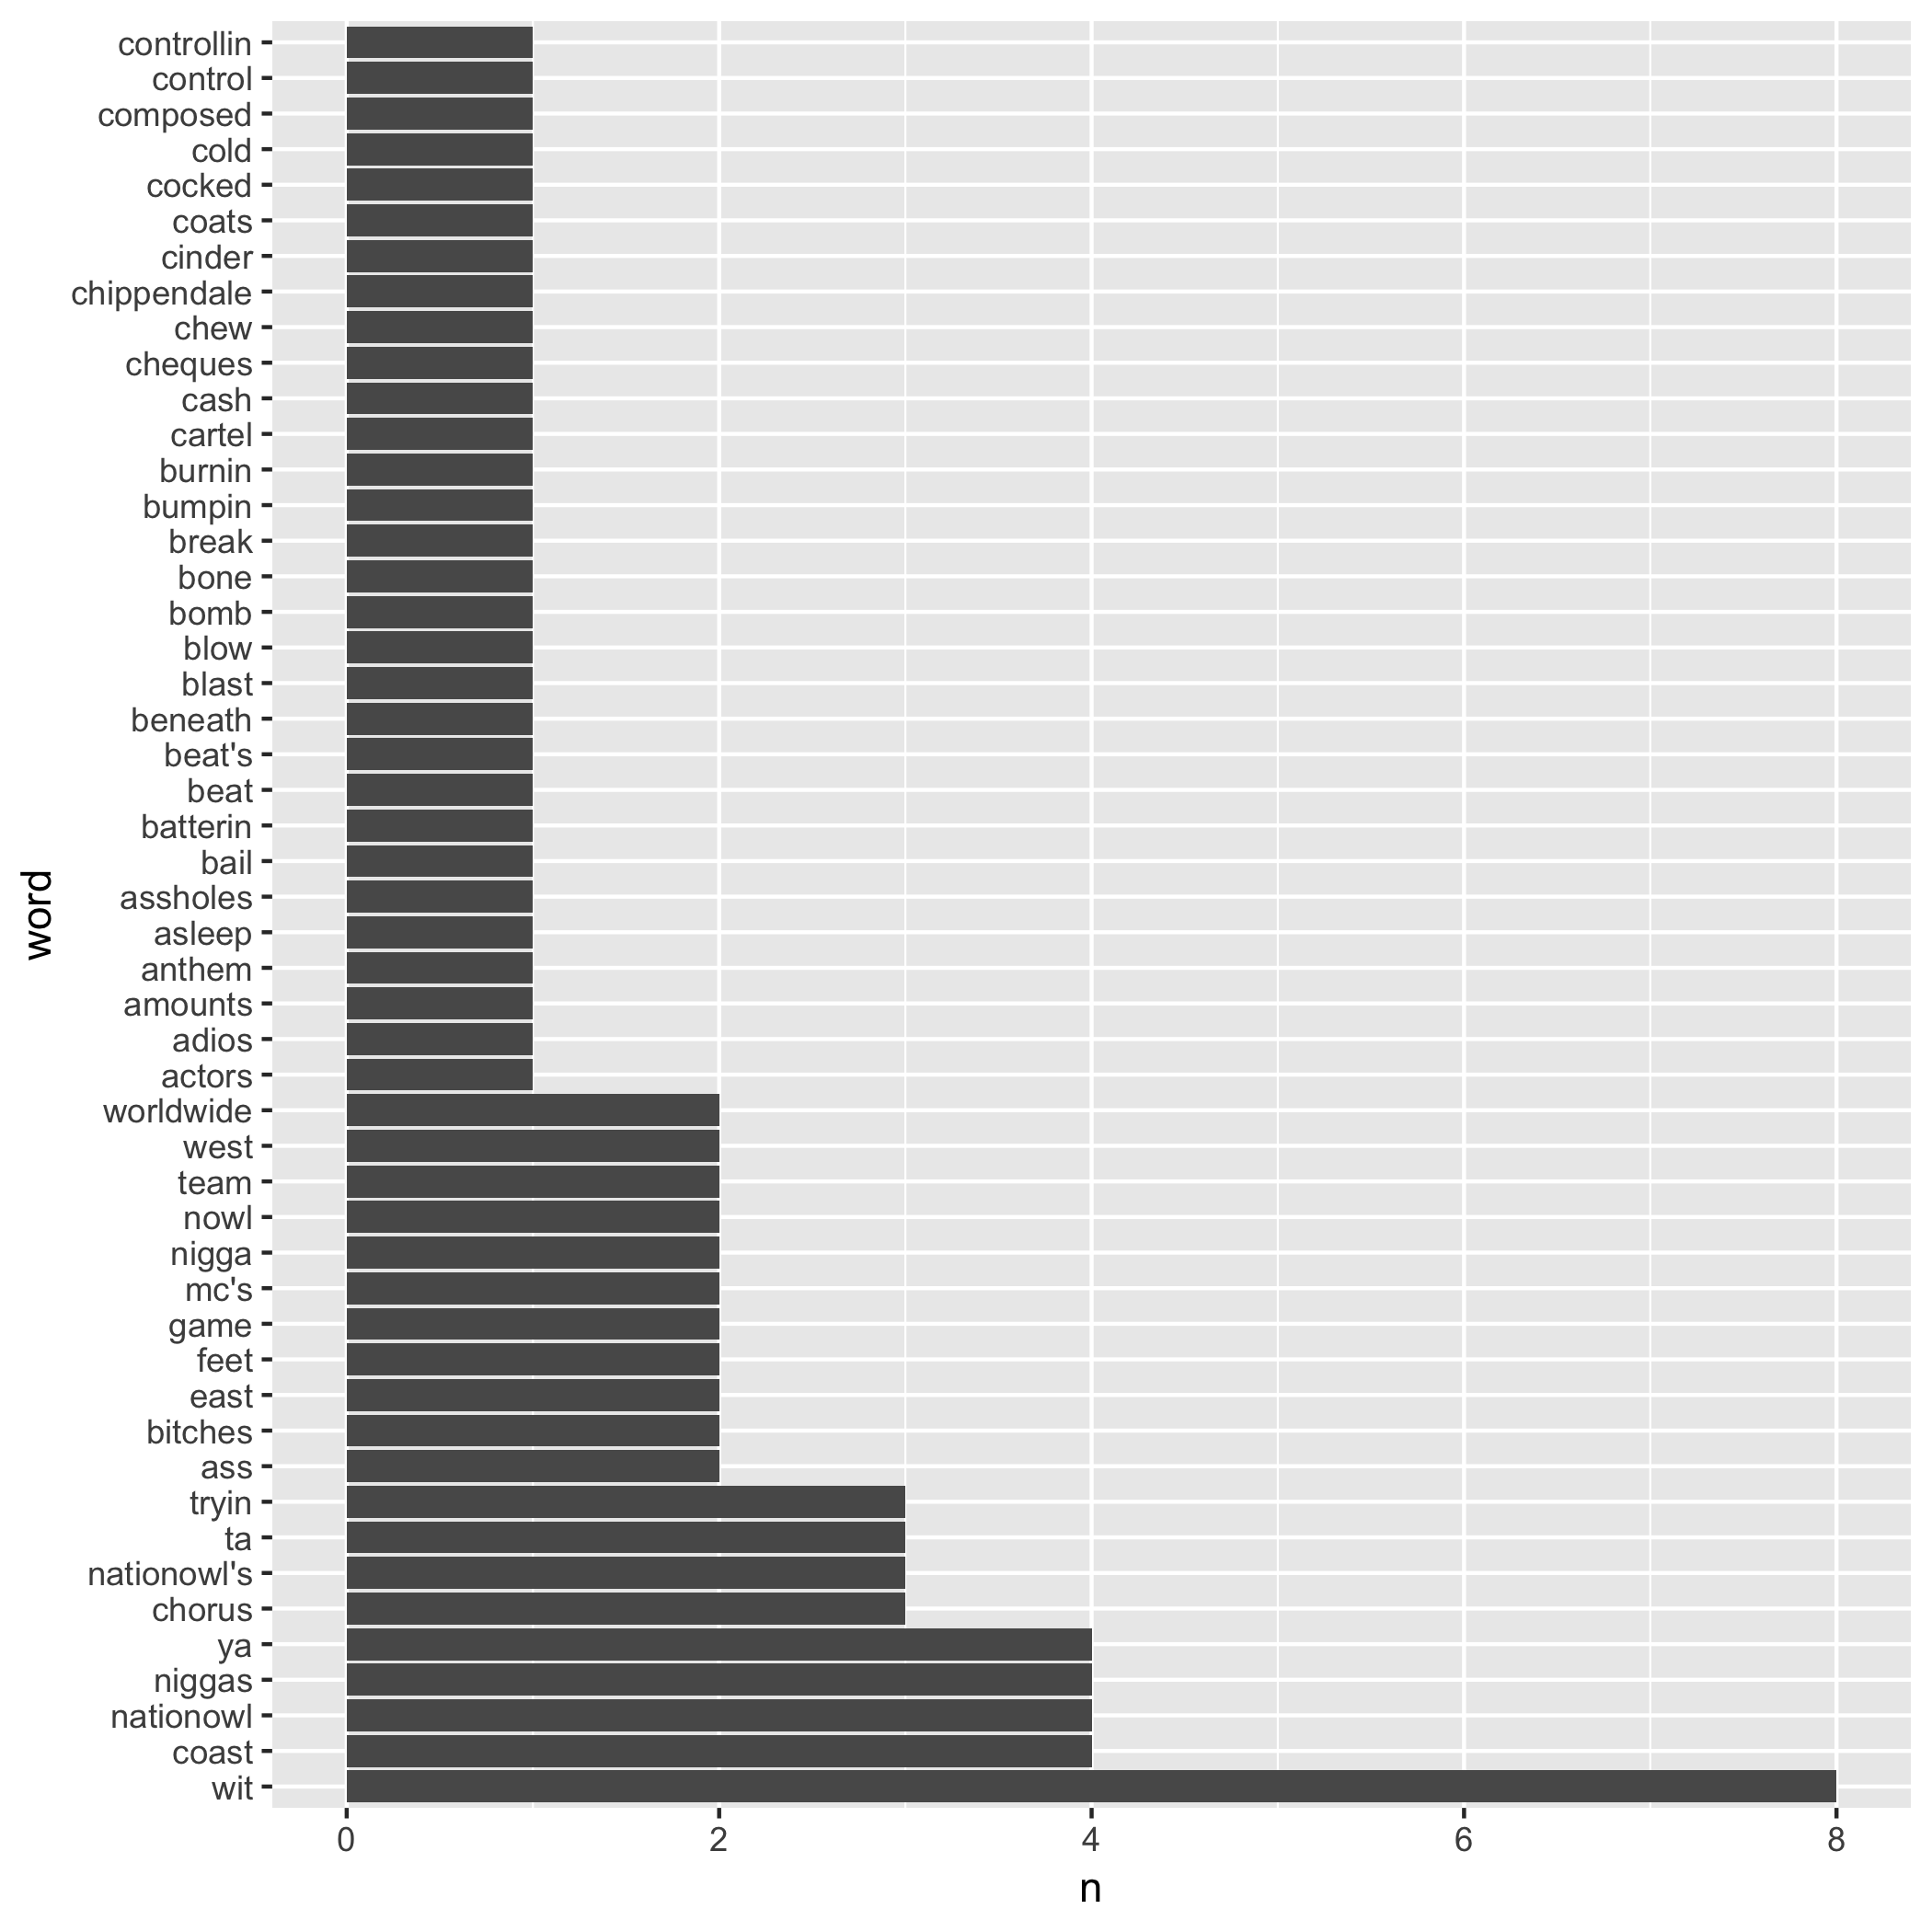 controllin
control
composed
cold
cocked
coats
cinder
chippendale
chew
cheques
cash
cartel
burnin
bumpin
break
bone
bomb
blow
blast
beneath
beat's
beat
batterin
bail
assholes
asleep
anthem
amounts
adios
actors
worldwide
west
team
nowl
nigga
mc's
game
feet
east
bitches
ass
tryin
ta
nationowl's
chorus
ya
niggas
nationowl
coast
wit
word
0 2 4 6 8
n